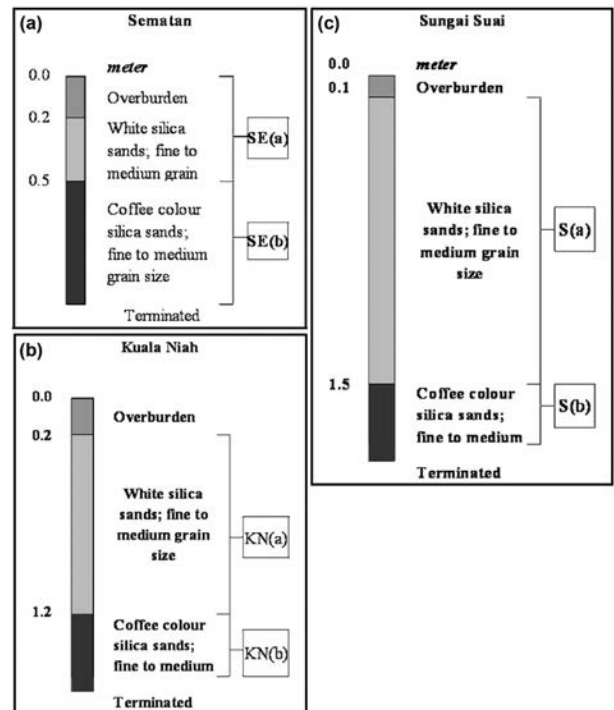 (a) Sematan
0.0 meter
Overburden
0.2
White silica
sands; fine to
medium grain
SE(a)
0.5
Coffee colour
silica sands;
fine to medium
grain size
SE(b)
Terminated
(b) Kuala Niah
0.0
Overburden
0.2
White silica
sands; fine to
medium grain
size
KN(a)
1.2
Coffee colour
silica sands;
fine to medium
KN(b)
Terminated
(c) Sungai Suai
0.0 meter
0.1 Overburden
White silica
sands; fine to
medium grain
size
S(a)
1.5
Coffee colour
silica sands;
fine to medium
S(b)
Terminated